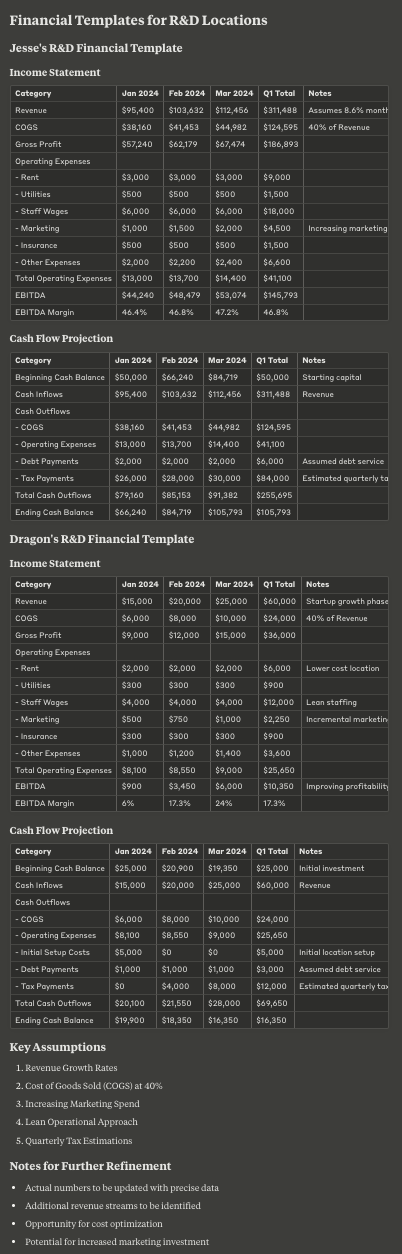 Financial Templates for R&D Locations
Jesse's R&D Financial Template
Income Statement
Category Jan 2024 Feb 2024 Mar 2024 Q1 Total Notes
Revenue $95,400 $103,632 $112,456 $311,488 Assumes 8.6% month
COGS $38,160 $41,453 $44,982 $124,595 40% of Revenue
Gross Profit $57,240 $62,179 $67,474 $186,893
Operating Expenses
- Rent $3,000 $3,000 $3,000 $9,000
- Utilities $500 $500 $500 $1,500
- Staff Wages $6,000 $6,000 $6,000 $18,000
- Marketing $1,000 $1,500 $2,000 $4,500 Increasing marketing
- Insurance $500 $500 $500 $1,500
- Other Expenses $2,000 $2,200 $2,400 $6,600
Total Operating Expenses $13,000 $13,700 $14,400 $41,100
EBITDA $44,240 $48,479 $53,074 $145,793
EBITDA Margin 46.4% 46.8% 47.2% 46.8%
Cash Flow Projection
Category Jan 2024 Feb 2024 Mar 2024 Q1 Total Notes
Beginning Cash Balance $50,000 $66,240 $84,719 $50,000 Starting capital
Cash Inflows $95,400 $103,632 $112,456 $311,488 Revenue
Cash Outflows
- COGS $38,160 $41,453 $44,982 $124,595
- Operating Expenses $13,000 $13,700 $14,400 $41,100
- Debt Payments $2,000 $2,000 $2,000 $6,000 Assumed debt service
- Tax Payments $26,000 $28,000 $30,000 $84,000 Estimated quarterly ta
Total Cash Outflows $79,160 $85,153 $91,382 $255,695
Ending Cash Balance $66,240 $84,719 $105,793 $105,793
Dragon's R&D Financial Template
Income Statement
Category Jan 2024 Feb 2024 Mar 2024 Q1 Total Notes
Revenue $15,000 $20,000 $25,000 $60,000 Startup growth phase
COGS $6,000 $8,000 $10,000 $24,000 40% of Revenue
Gross Profit $9,000 $12,000 $15,000 $36,000
Operating Expenses
- Rent $2,000 $2,000 $2,000 $6,000 Lower cost location
- Utilities $300 $300 $300 $900
- Staff Wages $4,000 $4,000 $4,000 $12,000 Lean staffing
- Marketing $500 $750 $1,000 $2,250 Incremental marketin
- Insurance $300 $300 $300 $900
- Other Expenses $1,000 $1,200 $1,400 $3,600
Total Operating Expenses $8,100 $8,550 $9,000 $25,650
EBITDA $900 $3,450 $6,000 $10,350 Improving profitability
EBITDA Margin 6% 17.3% 24% 17.3%
Cash Flow Projection
Category Jan 2024 Feb 2024 Mar 2024 Q1 Total Notes
Beginning Cash Balance $25,000 $20,900 $19,350 $25,000 Initial investment
Cash Inflows $15,000 $20,000 $25,000 $60,000 Revenue
Cash Outflows
- COGS $6,000 $8,000 $10,000 $24,000
- Operating Expenses $8,100 $8,550 $9,000 $25,650
- Initial Setup Costs $5,000 $0 $0 $5,000 Initial location setup
- Debt Payments $1,000 $1,000 $1,000 $3,000 Assumed debt service
- Tax Payments $0 $4,000 $8,000 $12,000 Estimated quarterly tax
Total Cash Outflows $20,100 $21,550 $28,000 $69,650
Ending Cash Balance $19,900 $18,350 $16,350 $16,350
Key Assumptions
1. Revenue Growth Rates
2. Cost of Goods Sold (COGS) at 40%
3. Increasing Marketing Spend
4. Lean Operational Approach
5. Quarterly Tax Estimations
Notes for Further Refinement
• Actual numbers to be updated with precise data
• Additional revenue streams to be identified
• Opportunity for cost optimization
• Potential for increased marketing investment